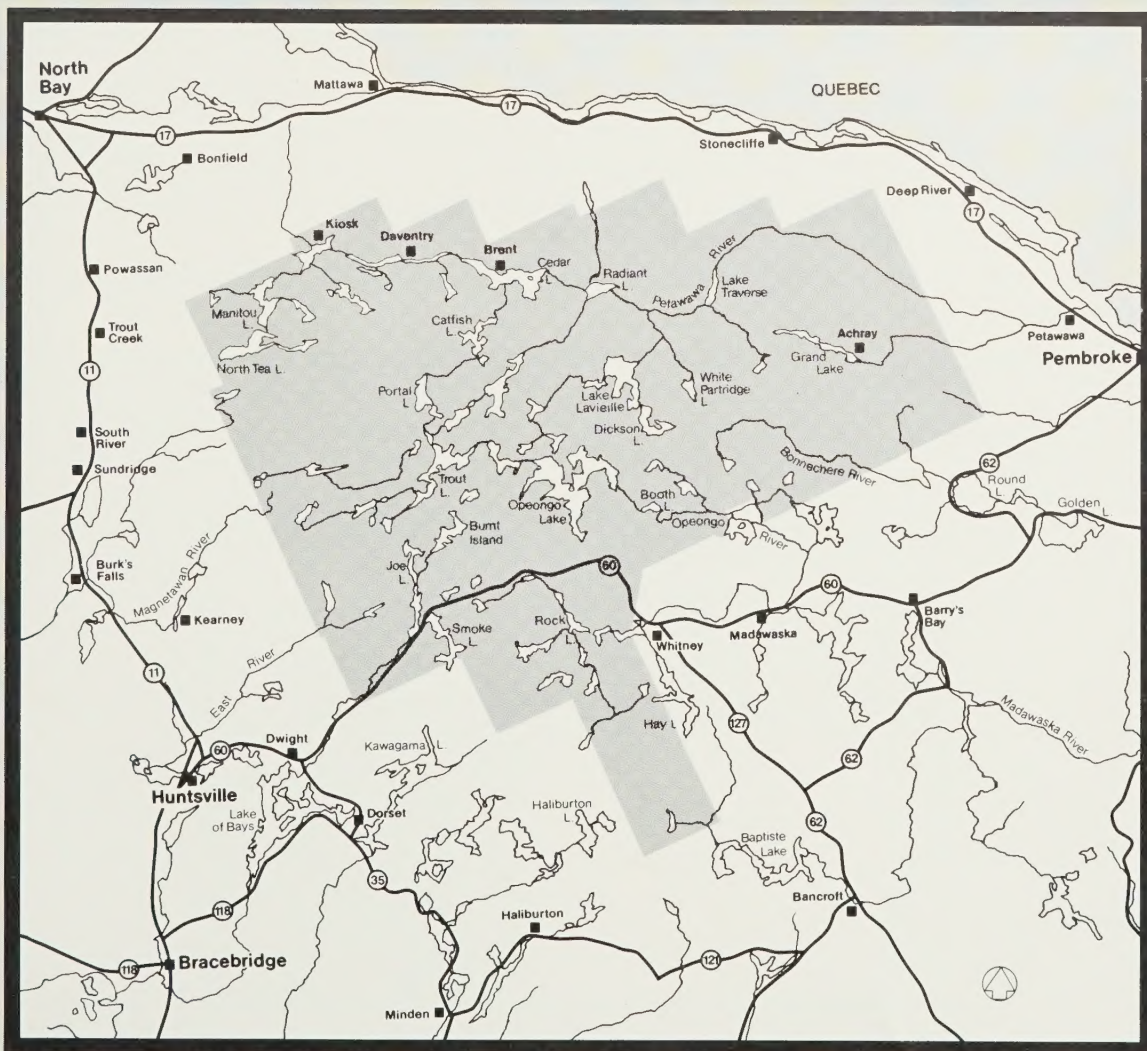 North
Bay
Mattawa
QUEBEC
17
17
Stonecliffe
Bonfield
Deep River
17
Kiosk
Daventry
Brent
Cedar
L.
Radiant
L.
Petawawa River
Lake
Traverse
Powassan
Manitou
L.
Catfish
L.
Trout
Creek
Achray
Grand
Lake
Petawawa
Pembroke
North Tea L.
11
Portal
L.
Lake
Lavieille
White
Partridge
L.
Dickson
L.
South
River
Sundridge
Bonnechere River
62
Round
L.
Golden
L.
Trout
L.
Opeongo
Lake
Booth
L.
Opeongo
River
Burnt
Island
Joe
L.
Burk's
Falls
Magnetawan River
Kearney
60
60
Barry's
Bay
Smoke
L.
Rock
L.
Whitney
Madawaska
11
East River
Hay L
127
Madawaska River
60
Dwight
Kawagama L.
62
Huntsville
Lake
of Bays
Dorset
Haliburton
L.
62
Baptiste
Lake
35
Bancroft
118
Haliburton
118
Bracebridge
121
Minden